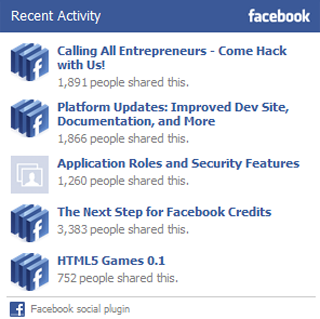 Recent Activity facebook
Calling All Entrepreneurs - Come Hack
with Us!
1,891 people shared this.
Platform Updates: Improved Dev Site,
Documentation, and More
1,866 people shared this.
Application Roles and Security Features
1,260 people shared this.
The Next Step for Facebook Credits
3,383 people shared this.
HTML5 Games 0.1
752 people shared this.
Facebook social plugin